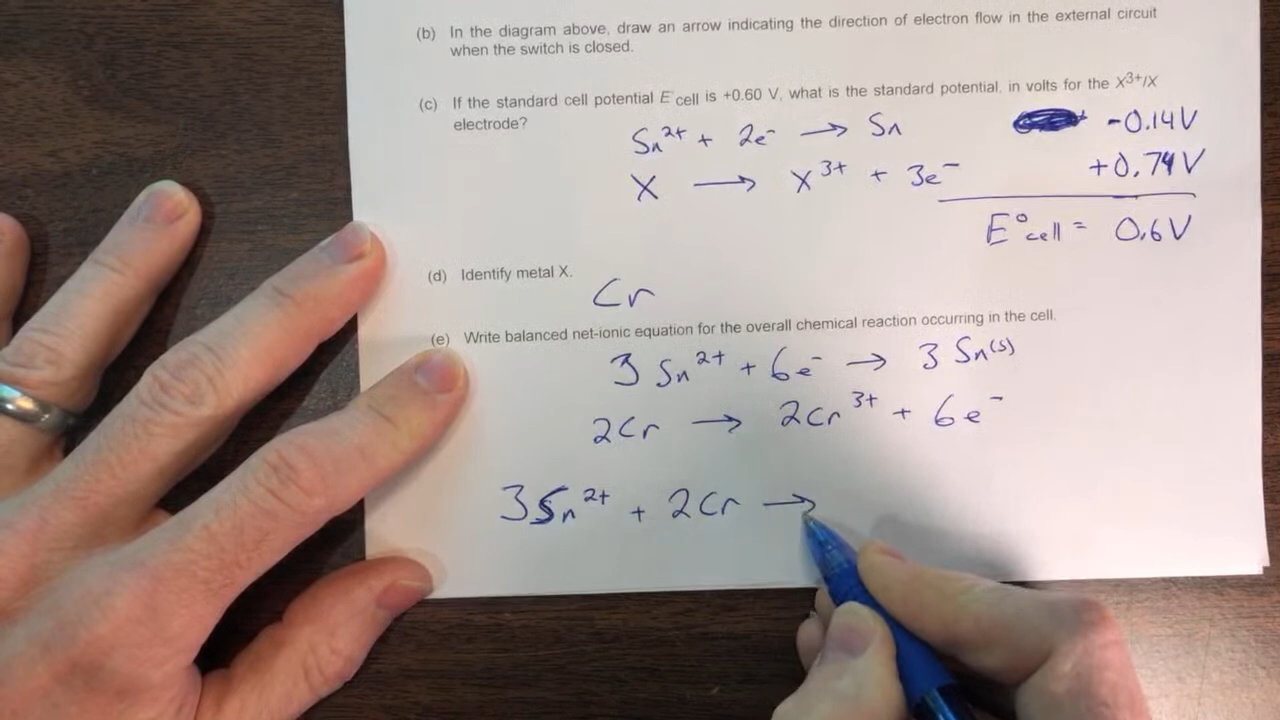 (b) In the diagram above, draw an arrow indicating the direction of electron flow in the external circuit
when the switch is closed.
(c) If the standard cell potential E°cell is +0.60 V, what is the standard potential, in volts for the X³⁺/X
electrode?
Sn²⁺ + 2e⁻ → Sn -0.14V
X → X³⁺ + 3e⁻ +0.74V
E°cell = 0.6V
(d) Identify metal X.
Cr
(e) Write balanced net-ionic equation for the overall chemical reaction occurring in the cell.
3 Sn²⁺ + 6e⁻ → 3 Sn(s)
2Cr → 2Cr³⁺ + 6e⁻
3Sn²⁺ + 2Cr →